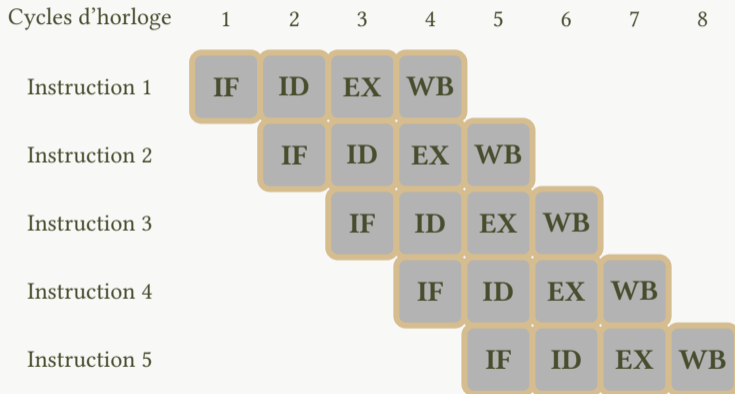 Cycles d’horloge 1 2 3 4 5 6 7 8
Instruction 1 IF ID EX WB
Instruction 2 IF ID EX WB
Instruction 3 IF ID EX WB
Instruction 4 IF ID EX WB
Instruction 5 IF ID EX WB